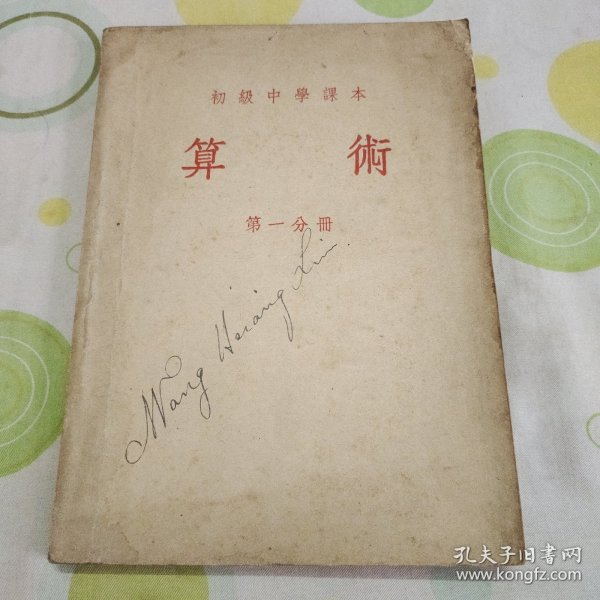 初級中學課本
算術
第一分冊
Wang Hsiang Lin.
孔夫子旧书网
www.kongfz.com